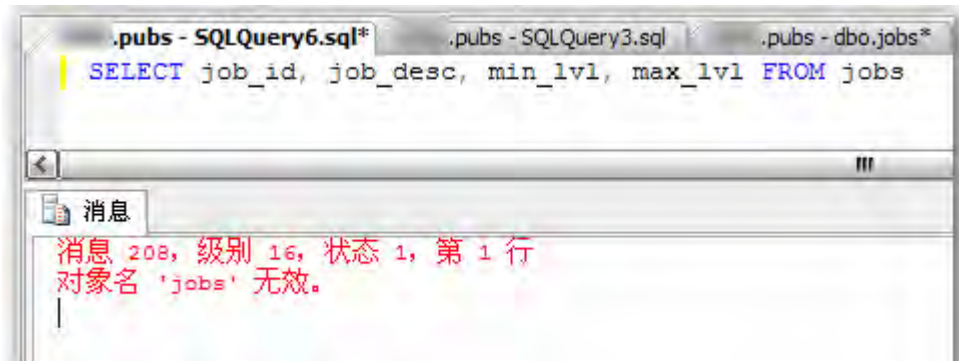 .pubs - SQLQuery6.sql* .pubs - SQLQuery3.sql .pubs - dbo.jobs*
SELECT job_id, job_desc, min_lvl, max_lvl FROM jobs
消息
消息 208，级别 16，状态 1，第 1 行
对象名 'jobs' 无效。